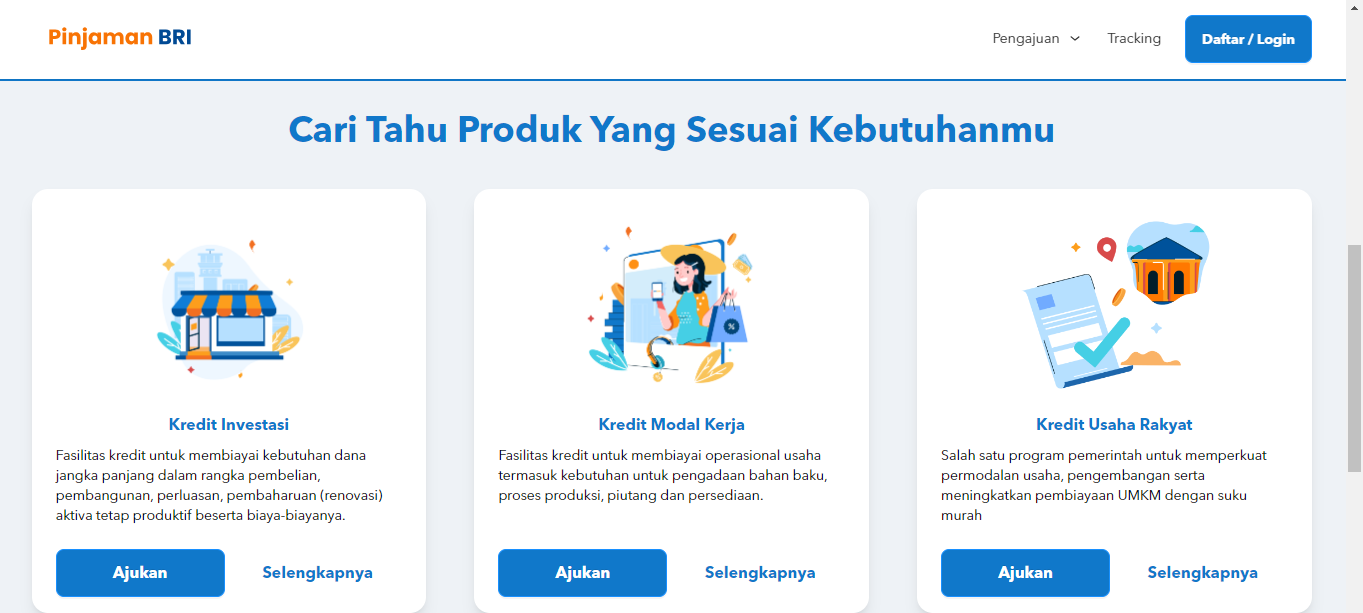 Pinjaman BRI
Pengajuan
Tracking
Daftar / Login
Cari Tahu Produk Yang Sesuai Kebutuhanmu
Kredit Investasi
Fasilitas kredit untuk membiayai kebutuhan dana
jangka panjang dalam rangka pembelian,
pembangunan, perluasan, pembaharuan (renovasi)
aktiva tetap produktif beserta biaya-biayanya.
Ajukan
Selengkapnya
Kredit Modal Kerja
Fasilitas kredit untuk membiayai operasional usaha
termasuk kebutuhan untuk pengadaan bahan baku,
proses produksi, piutang dan persediaan.
Ajukan
Selengkapnya
Kredit Usaha Rakyat
Salah satu program pemerintah untuk memperkuat
permodalan usaha, pengembangan serta
meningkatkan pembiayaan UMKM dengan suku
murah
Ajukan
Selengkapnya